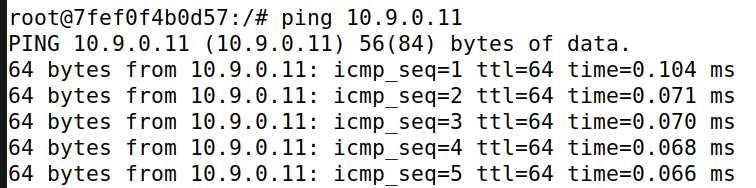 root@7fef0f4b0d57:/# ping 10.9.0.11
PING 10.9.0.11 (10.9.0.11) 56(84) bytes of data.
64 bytes from 10.9.0.11: icmp_seq=1 ttl=64 time=0.104 ms
64 bytes from 10.9.0.11: icmp_seq=2 ttl=64 time=0.071 ms
64 bytes from 10.9.0.11: icmp_seq=3 ttl=64 time=0.070 ms
64 bytes from 10.9.0.11: icmp_seq=4 ttl=64 time=0.068 ms
64 bytes from 10.9.0.11: icmp_seq=5 ttl=64 time=0.066 ms